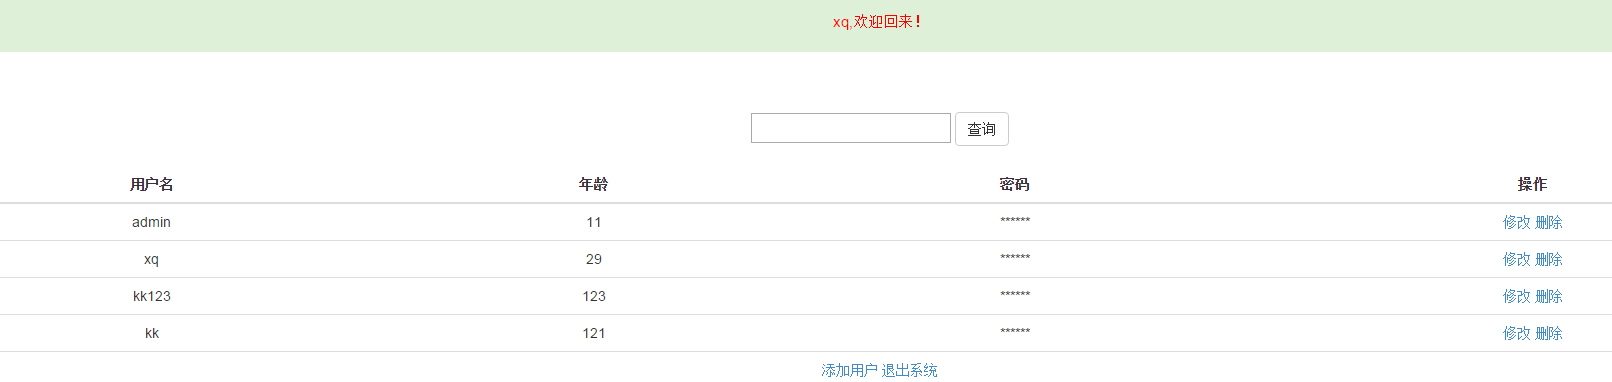 xq,欢迎回来！
查询
用户名 年龄 密码 操作
admin 11 ****** 修改 删除
xq 29 ****** 修改 删除
kk123 123 ****** 修改 删除
kk 121 ****** 修改 删除
添加用户 退出系统